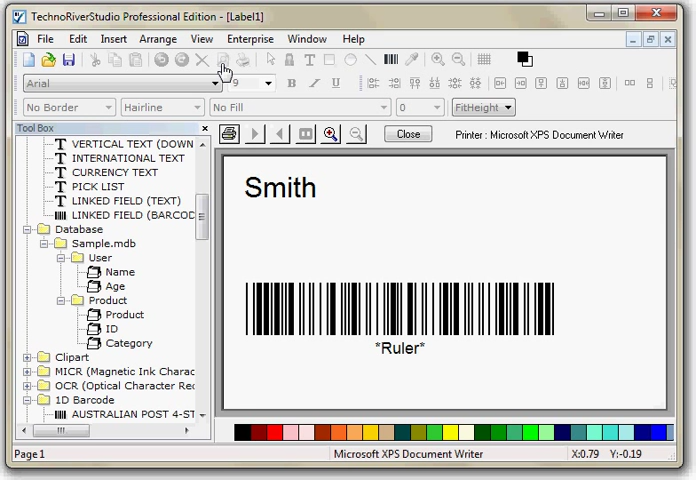 TechnoRiverStudio Professional Edition - [Label1]
File Edit Insert Arrange View Enterprise Window Help
Arial 9 B I U
No Border Hairline No Fill 0 FitHeight
Tool Box
Close Printer : Microsoft XPS Document Writer
VERTICAL TEXT (DOWN
INTERNATIONAL TEXT
CURRENCY TEXT
PICK LIST
LINKED FIELD (TEXT)
LINKED FIELD (BARCOD
Database
Sample.mdb
User
Name
Age
Product
Product
ID
Category
Clipart
MICR (Magnetic Ink Charac
OCR (Optical Character Rec
1D Barcode
AUSTRALIAN POST 4-ST
Smith
*Ruler*
Page 1 Microsoft XPS Document Writer X:0.79 Y:-0.19